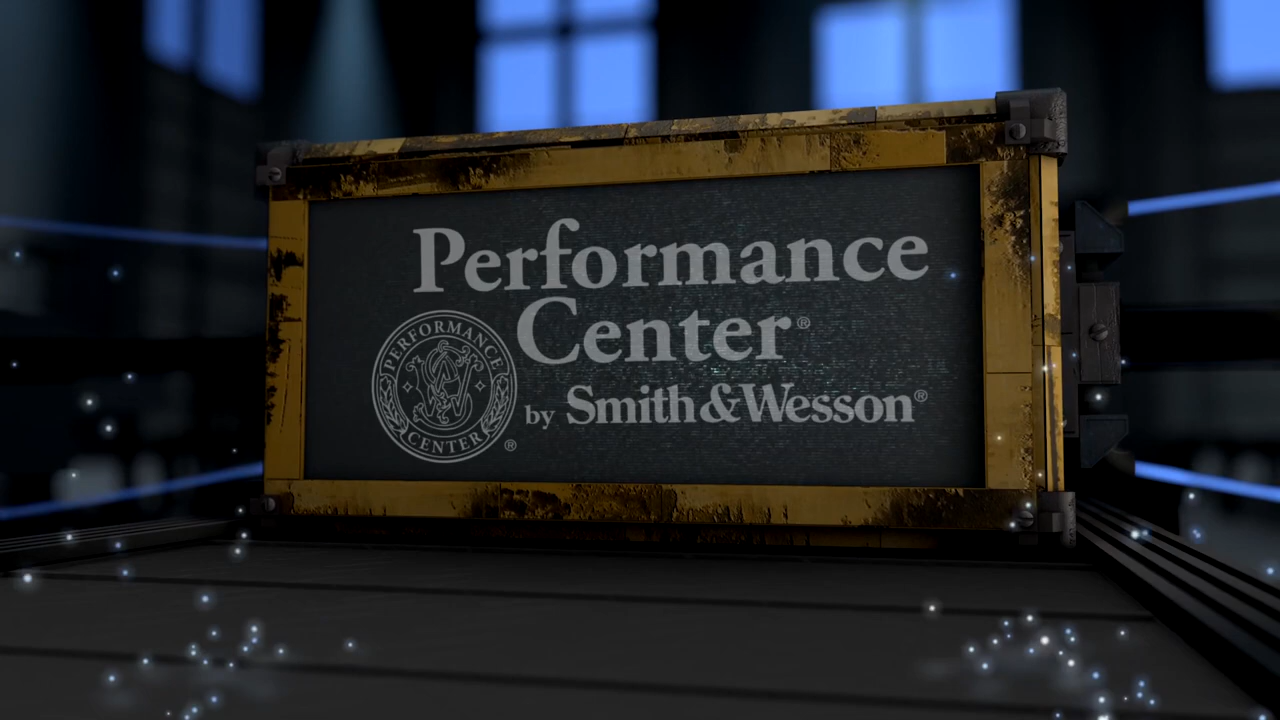 Performance
Center®
by Smith&Wesson®
PERFORMANCE
CENTER
®